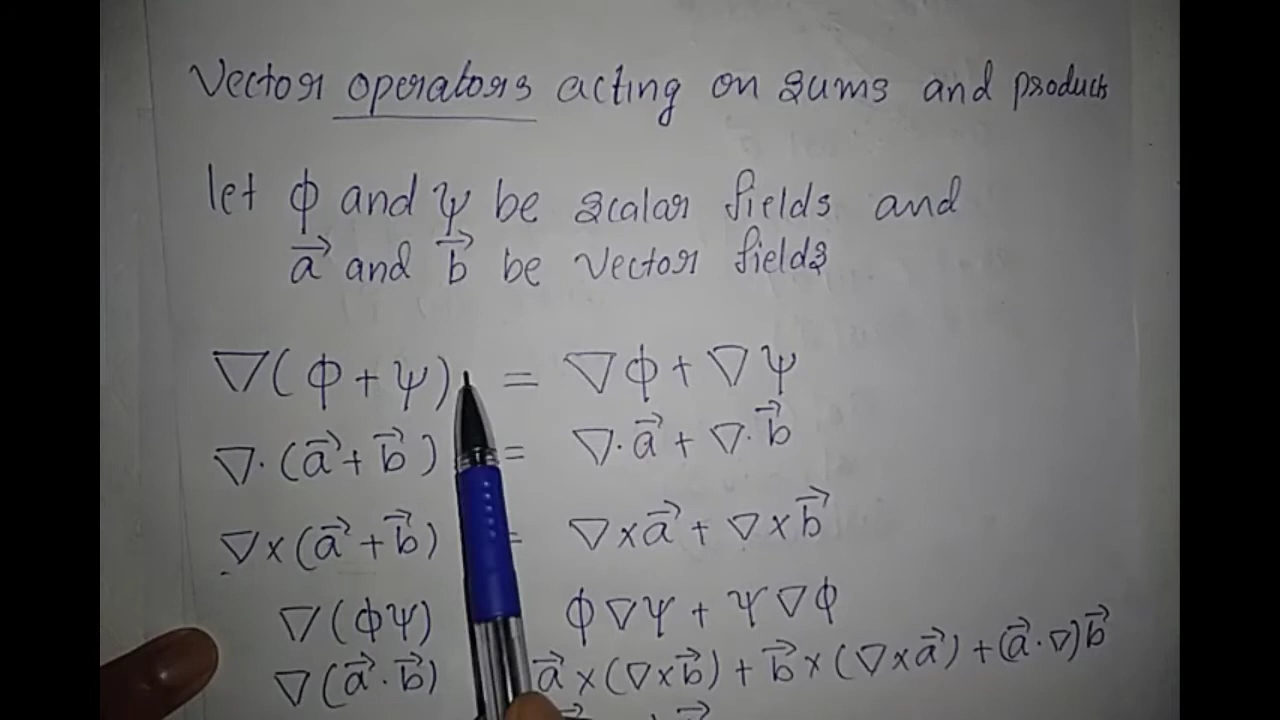 Vector operators acting on sums and products
let ϕ and ψ be scalar fields and
a⃗ and b⃗ be vector fields
∇(ϕ+ψ) = ∇ϕ + ∇ψ
∇·(a⃗+b⃗) = ∇·a⃗ + ∇·b⃗
∇×(a⃗+b⃗) = ∇×a⃗ + ∇×b⃗
∇(ϕψ) ϕ∇ψ + ψ∇ϕ
∇(a⃗·b⃗) a⃗×(∇×b⃗) + b⃗×(∇×a⃗) + (a⃗·∇)b⃗